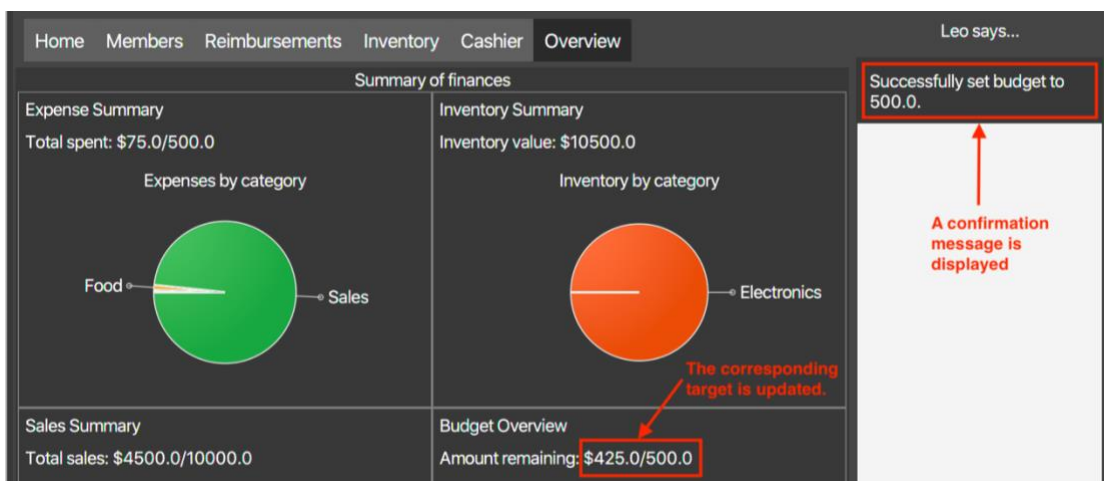 Home Members Reimbursements Inventory Cashier Overview
Leo says...
Summary of finances
Successfully set budget to
500.0.
Expense Summary
Total spent: $75.0/500.0
Expenses by category
Food
Sales
Inventory Summary
Inventory value: $10500.0
Inventory by category
Electronics
A confirmation
message is
displayed
The corresponding
target is updated.
Sales Summary
Total sales: $4500.0/10000.0
Budget Overview
Amount remaining: $425.0/500.0